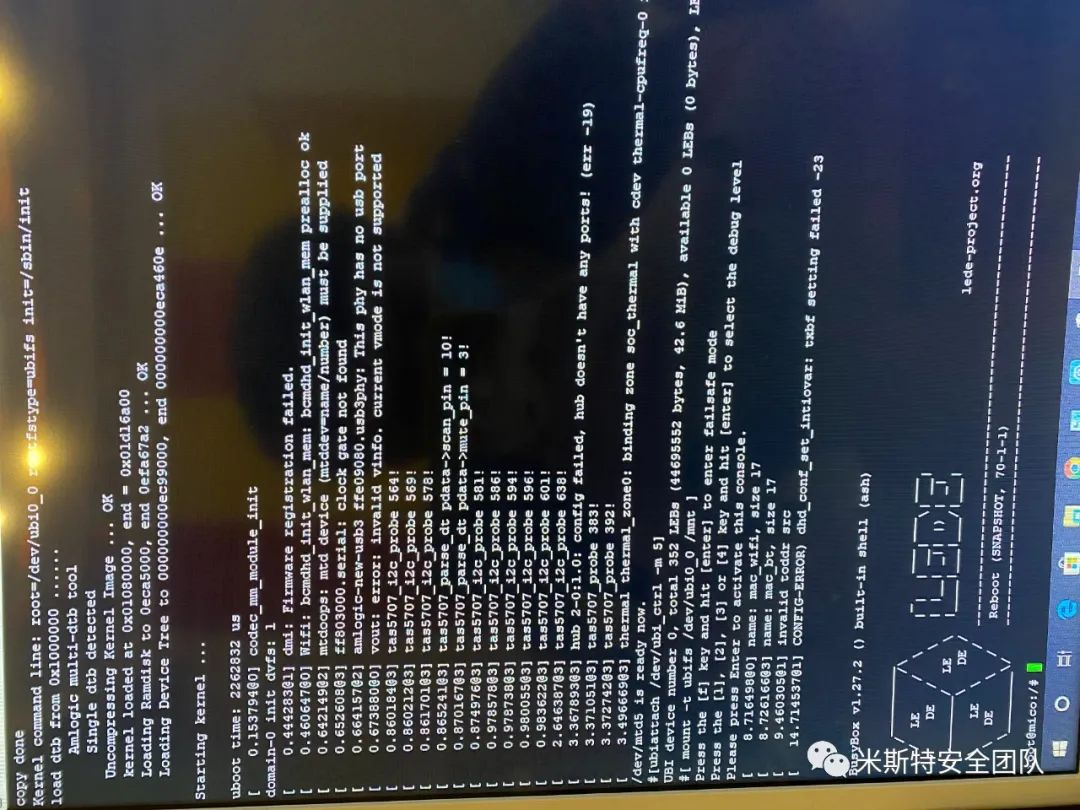 copy done
Kernel command line: root=/dev/ubi0_0 rootfstype=ubifs init=/sbin/init
load dtb from 0x1000000 ......
Amlogic multi-dtb tool
Single dtb detected
Uncompressing Kernel Image ... OK
kernel loaded at 0x01080000, end = 0x01d16a00
Loading Ramdisk to 0eca5000, end 0efa67a2 ... OK
Loading Device Tree to 000000000ec99000, end 000000000eca460e ... OK
Starting kernel ...
uboot time: 2262832 us
[ 0.153794@0] codec_mm_module_init
domain-0 init dvfs: 1
[ 0.444283@1] dmi: Firmware registration failed.
[ 0.460647@0] Wifi: bcmdhd_init_wlan_mem: bcmdhd_init_wlan_mem prealloc ok
[ 0.642149@2] mtdoops: mtd device (mtddev=name/number) must be supplied
[ 0.652608@3] ff803000.serial: clock gate not found
[ 0.664157@2] amlogic-new-usb3 ffe09080.usb3phy: This phy has no usb port
[ 0.673880@0] vout: error: invalid vinfo. current vmode is not supported
[ 0.860184@3] tas5707_i2c_probe 564!
[ 0.860212@3] tas5707_i2c_probe 569!
[ 0.861701@3] tas5707_i2c_probe 578!
[ 0.865241@3] tas5707_parse_dt pdata->scan_pin = 10!
[ 0.870167@3] tas5707_parse_dt pdata->mute_pin = 3!
[ 0.874976@3] tas5707_i2c_probe 581!
[ 0.978578@3] tas5707_i2c_probe 586!
[ 0.978738@3] tas5707_i2c_probe 594!
[ 0.980055@3] tas5707_i2c_probe 596!
[ 0.983622@3] tas5707_i2c_probe 601!
[ 2.646387@3] tas5707_i2c_probe 638!
[ 3.367893@3] hub 2-0:1.0: config failed, hub doesn't have any ports! (err -19)
[ 3.371051@3] tas5707_probe 383!
[ 3.372742@3] tas5707_probe 392!
[ 3.496669@3] thermal thermal_zone0: binding zone soc_thermal with cdev thermal-cpufreq-0
/dev/mtd5 is ready now.
#[ubiattach /dev/ubi_ctrl -m 5]
UBI device number 0, total 352 LEBs (44695552 bytes, 42.6 MiB), available 0 LEBs (0 bytes),
#[ mount -t ubifs /dev/ubi0_0 /mnt ]
Press the [f] key and hit [enter] to enter failsafe mode
Press the [1], [2], [3] or [4] key and hit [enter] to select the debug level
Please press Enter to activate this console.
[ 8.716498@0] name: mac_wifi, size 17
[ 8.726166@3] name: mac_bt, size 17
[ 9.460305@2] invalid toddr src
[ 14.714537@1] CONFIG-ERROR) dhd_conf_set_intiovar: txbf setting failed -23
BusyBox v1.27.2 () built-in shell (ash)
LE
DE
LE
DE
LE
DE
LEDE
lede-project.org
Reboot (SNAPSHOT, 70-1-1)
root@mico:/#
米斯特安全团队